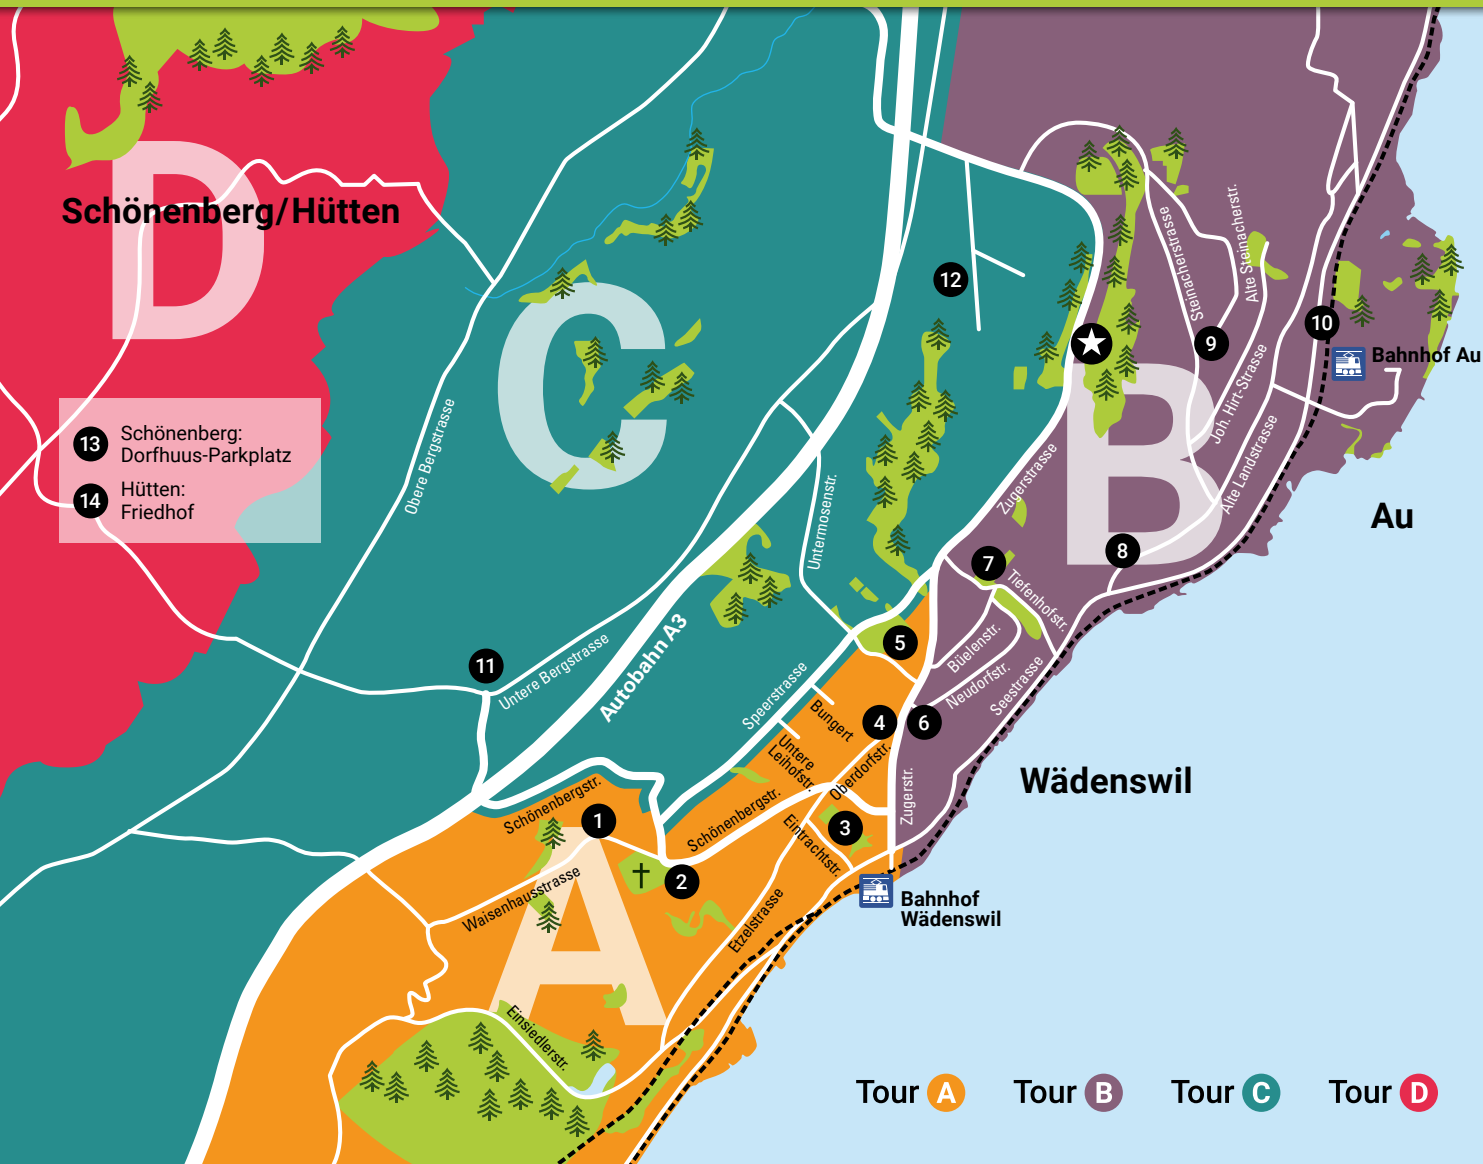 D
Schönenberg/Hütten
13
Schönenberg:
Dorfhuus-Parkplatz
14
Hütten:
Friedhof
C
Obere Bergstrasse
11
Untere Bergstrasse
Autobahn A3
Untermosenstr.
12
Steinacherstrasse
Alte Steinacherstr.
9
10
Bahnhof Au
Joh. Hirt-Strasse
Alte Landstrasse
B
Zugerstrasse
Au
8
7
Tiefenhofstr.
Büelenstr.
Neudorfstr.
Seestrasse
5
Speerstrasse
Bungert
4
6
Untere
Leihofstr.
Oberdorfstr.
Zugerstr.
Wädenswil
Schönenbergstr.
1
Schönenbergstr.
Eintrachtstr.
3
2
Waisenhausstrasse
A
Etzelstrasse
Bahnhof
Wädenswil
Einsiedlerstr.
Tour A
Tour B
Tour C
Tour D